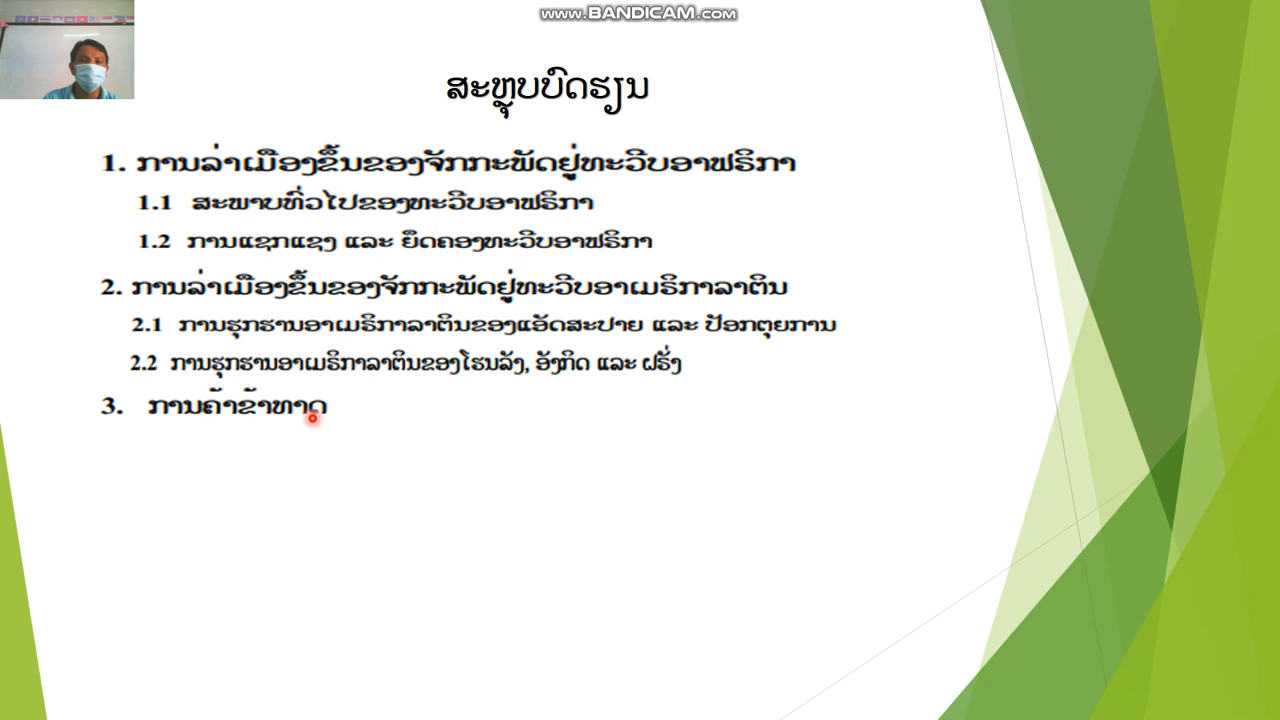 www.BANDICAM.com
ສະຫຼຸບບົດຮຽນ
1. ການລ່າເມືອງຂຶ້ນຂອງຈັກກະພັດຢູ່ທະວີບອາຟຣິກາ
1.1 ສະພາບທົ່ວໄປຂອງທະວີບອາຟຣິກາ
1.2 ການແຊກແຊງ ແລະ ຍຶດຄອງທະວີບອາຟຣິກາ
2. ການລ່າເມືອງຂຶ້ນຂອງຈັກກະພັດຢູ່ທະວີບອາເມຣິກາລາຕິນ
2.1 ການຮຸກຮານອາເມຣິກາລາຕິນຂອງແອັດສະປາຍ ແລະ ປັອກຕຸຍການ
2.2 ການຮຸກຮານອາເມຣິກາລາຕິນຂອງໂຮນລັງ, ອັງກິດ ແລະ ຝຣັ່ງ
3. ການຄ້າຂ້າທາດ